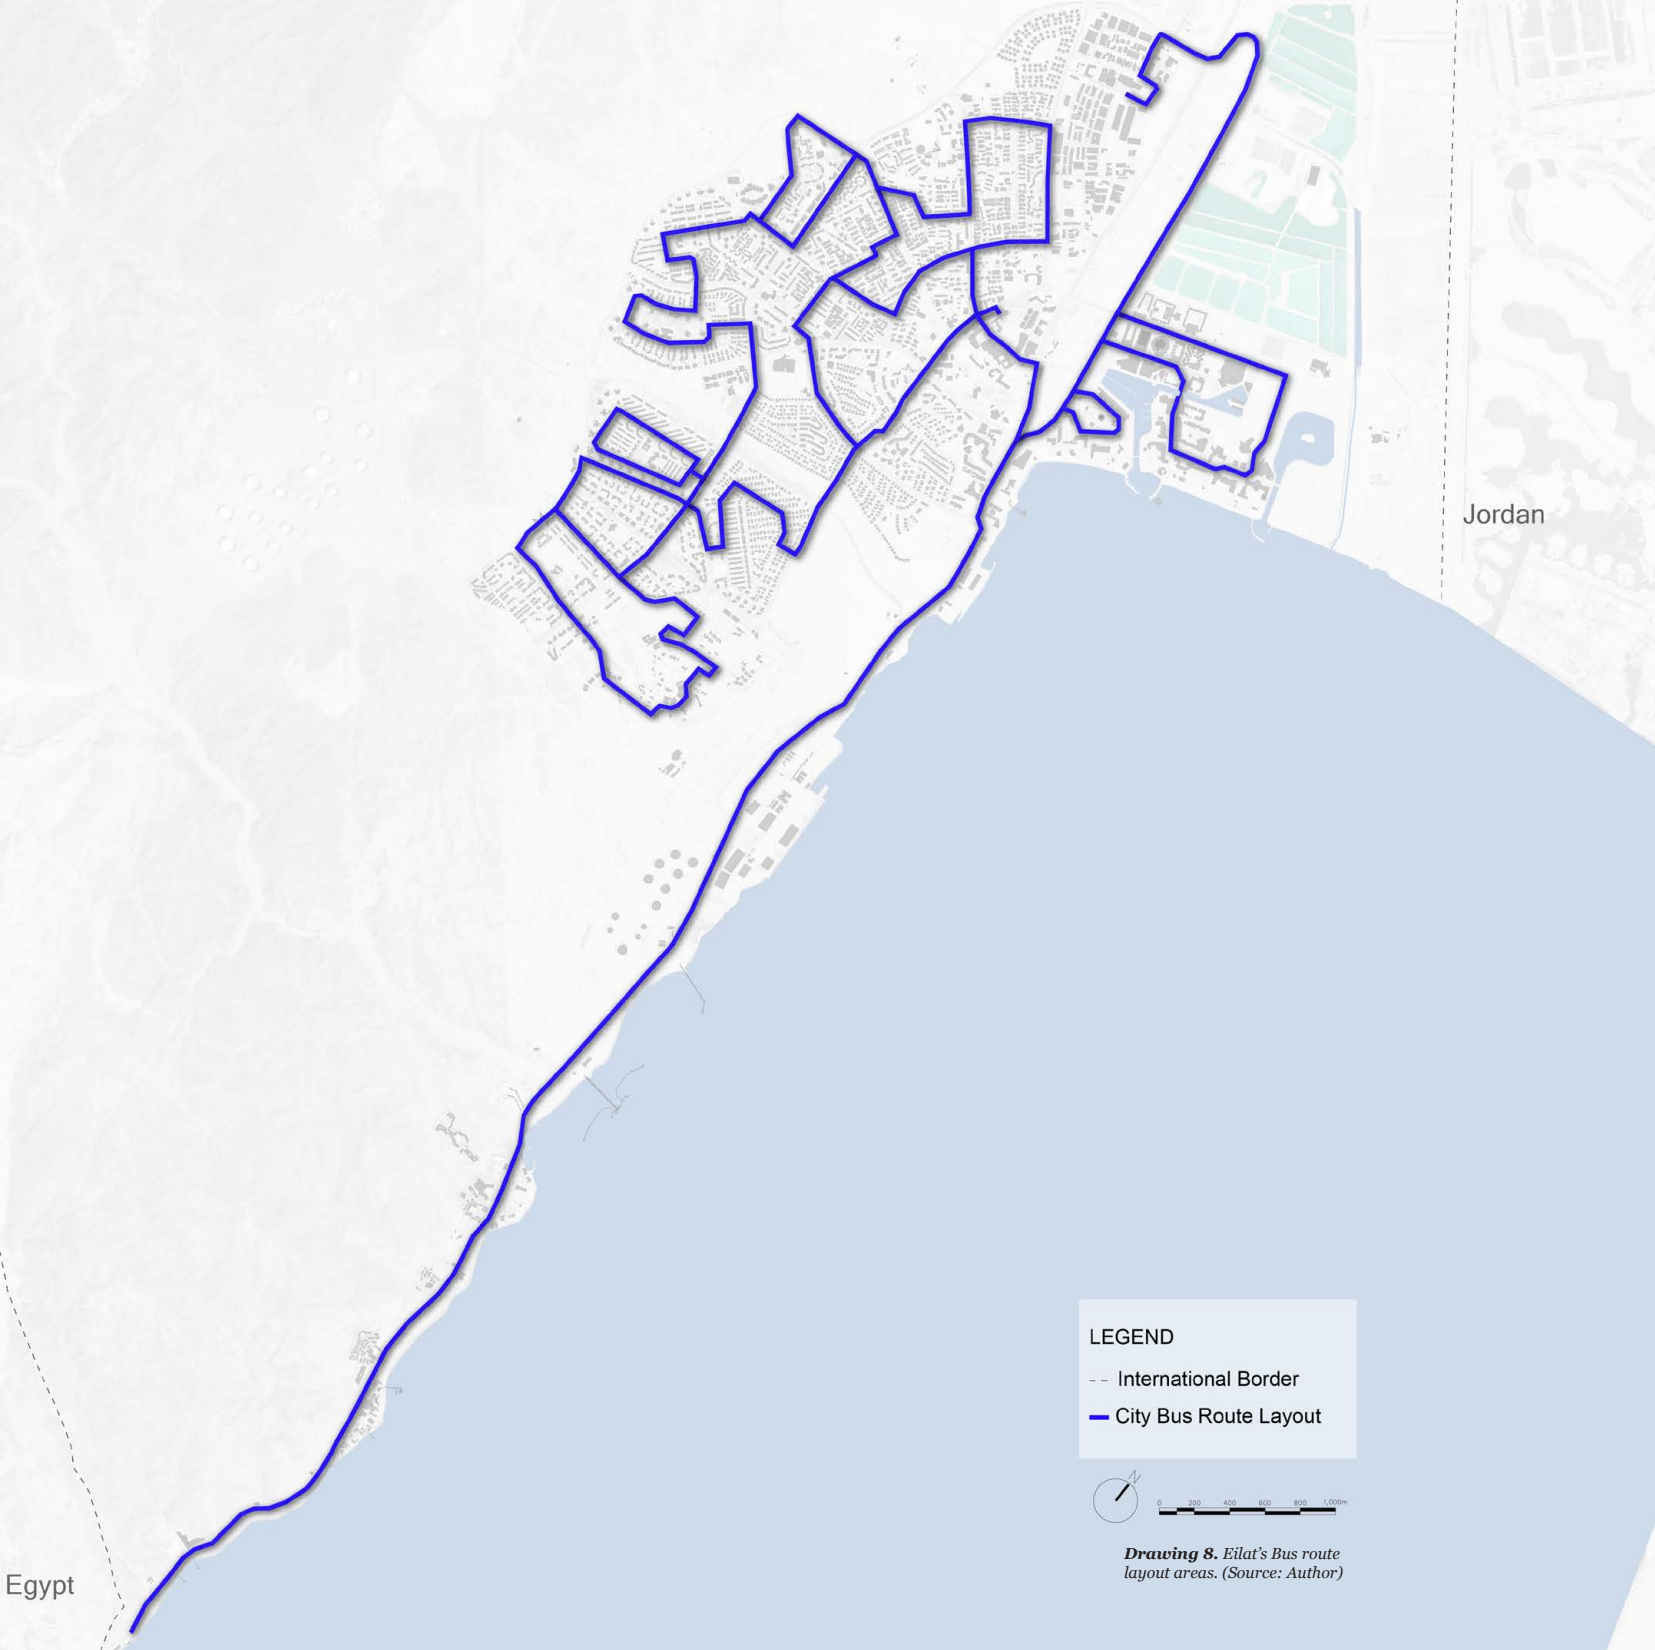 Jordan
LEGEND
International Border
City Bus Route Layout
N
0 200 400 600 800 1,000m
Drawing 8. Eilat’s Bus route
layout areas. (Source: Author)
Egypt